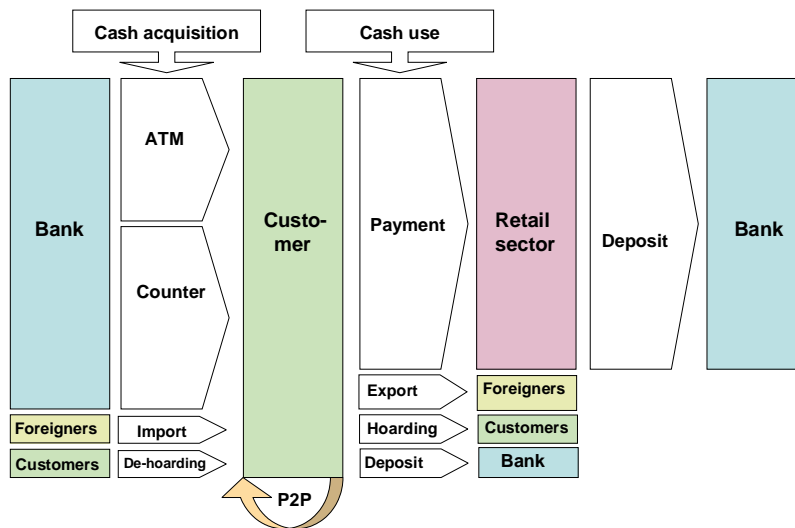 Cash acquisition
Cash use
ATM
Bank
Counter
Custo-
mer
Payment
Retail
sector
Deposit
Bank
Foreigners
Import
Customers
De-hoarding
Export
Foreigners
Hoarding
Customers
Deposit
Bank
P2P